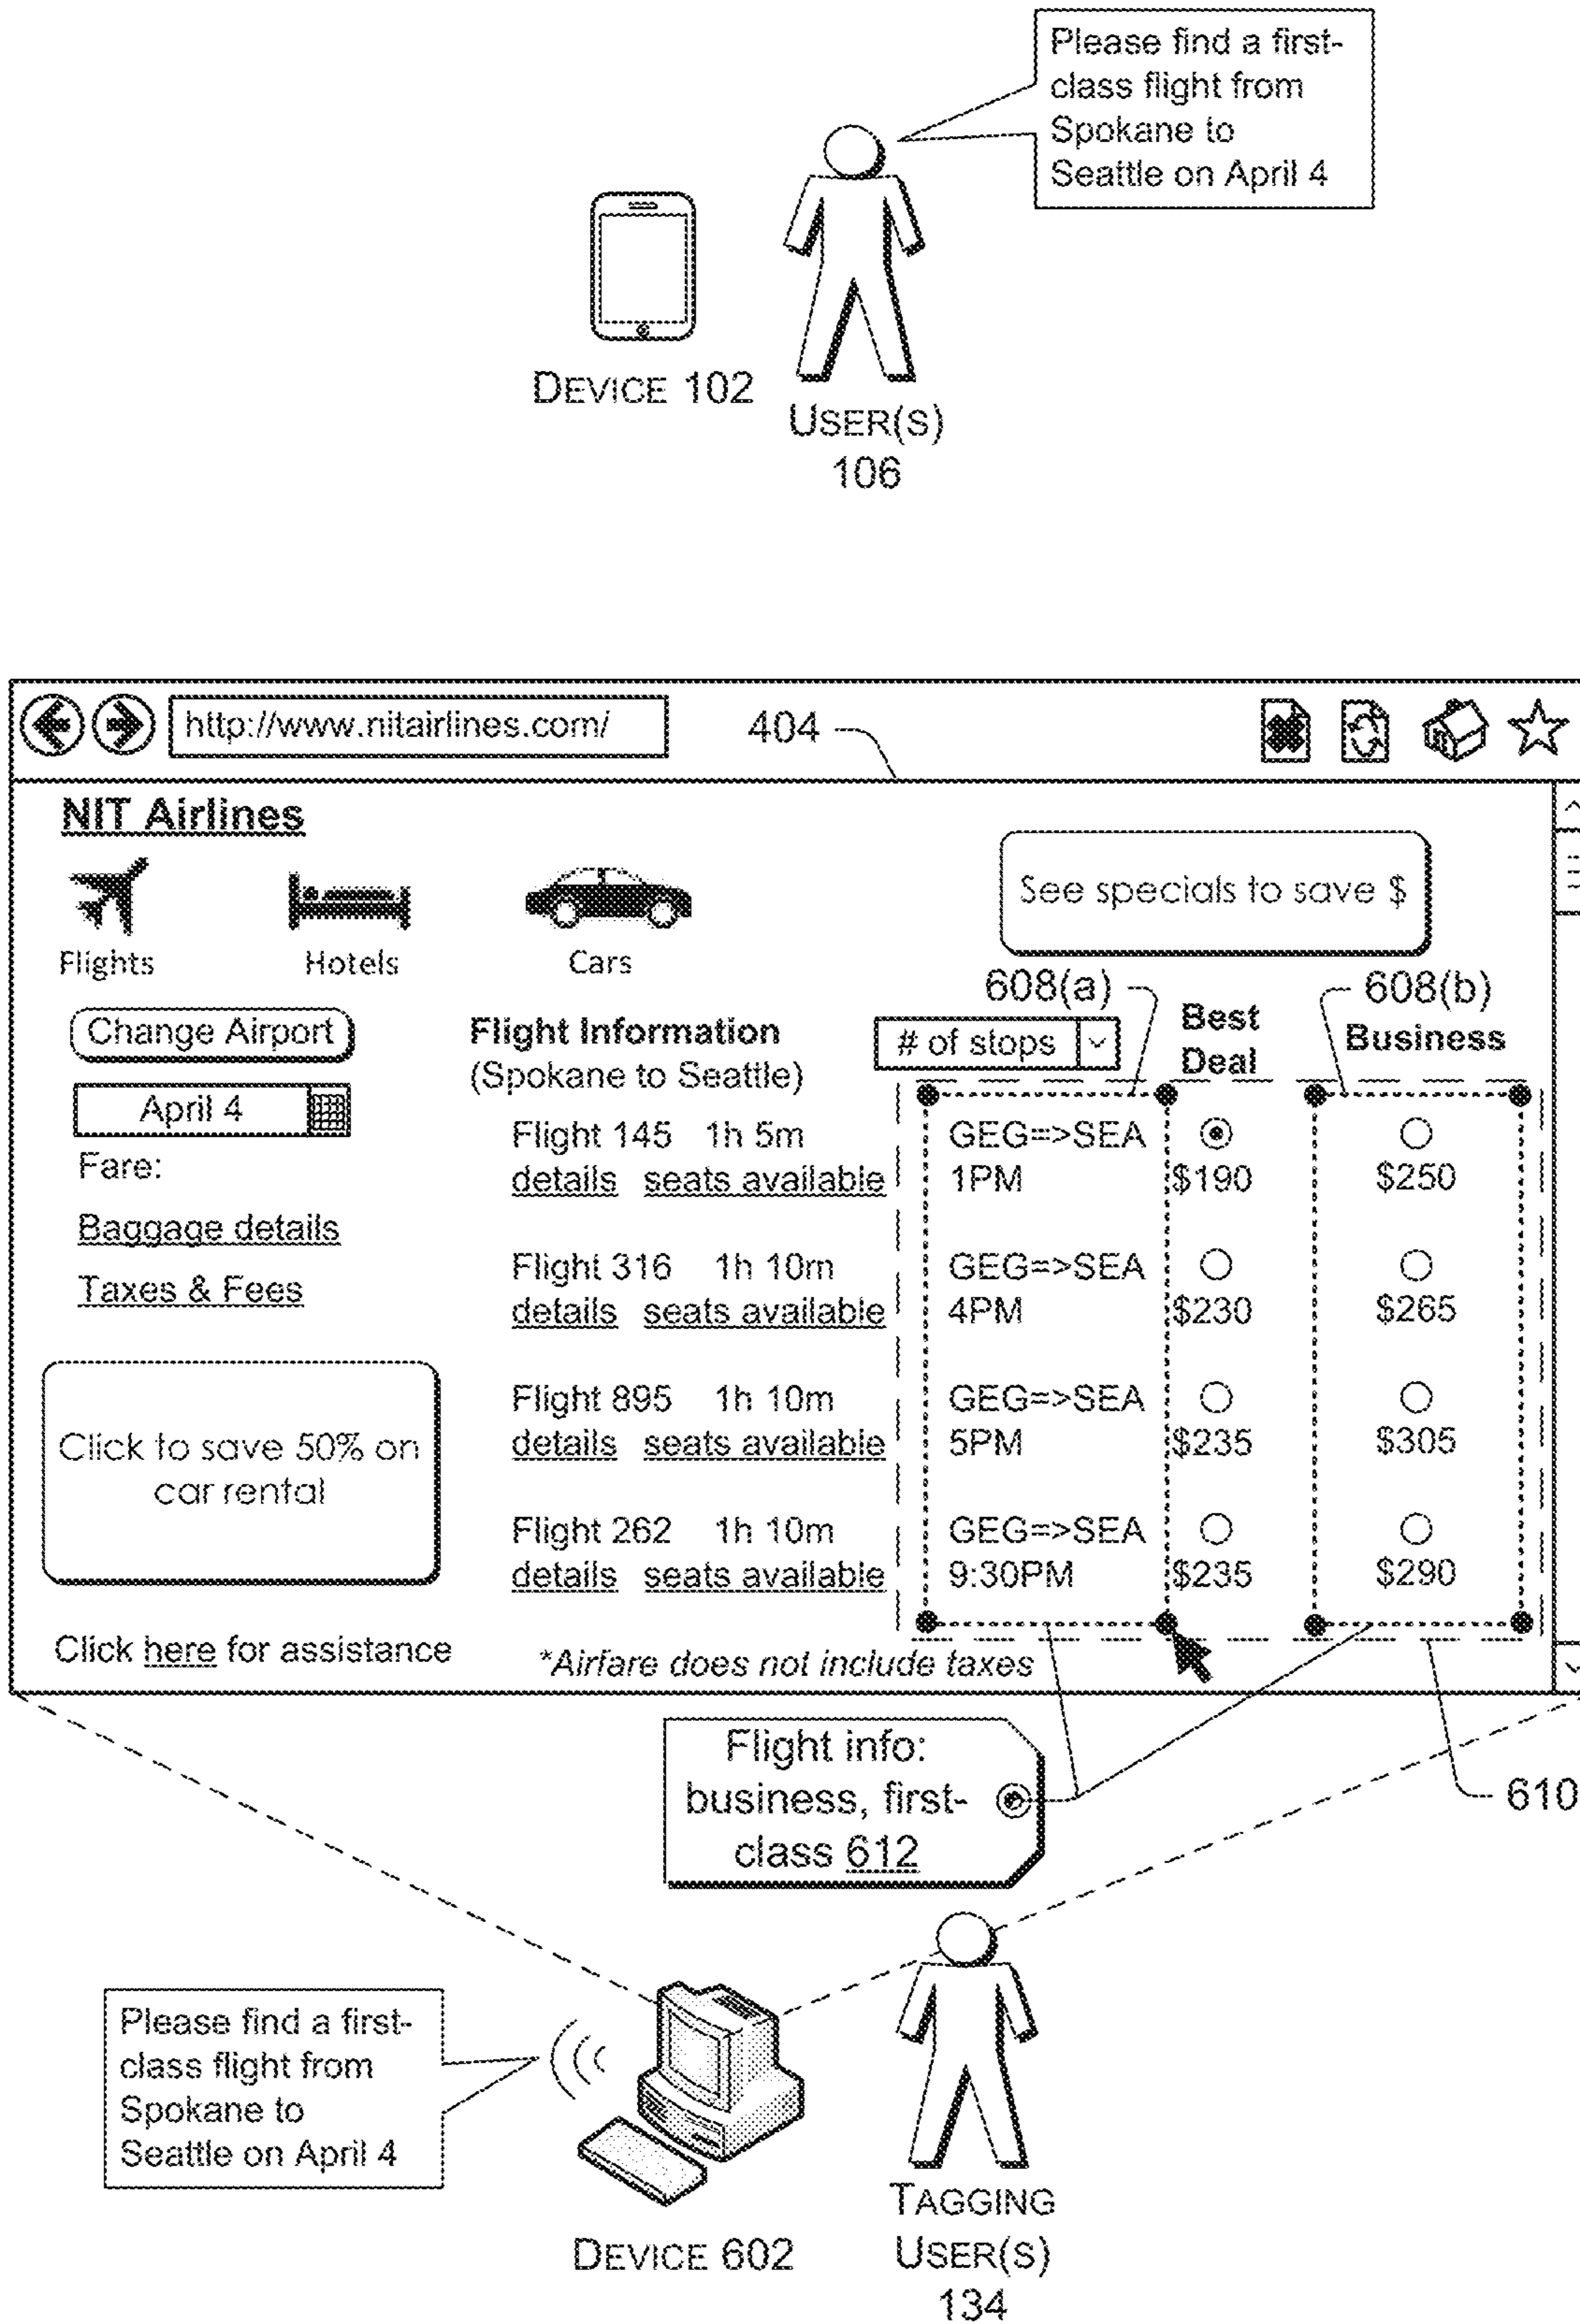 Please find a first-
class flight from
Spokane to
Seattle on April 4
DEVICE 102
USER(S)
106
http://www.nitairlines.com/
404
NIT Airlines
See specials to save $
Flights
Hotels
Cars
608(a)
608(b)
Change Airport
Flight Information
(Spokane to Seattle)
# of stops
Best
Deal
Business
April 4
Fare:
Baggage details
Taxes & Fees
Flight 145 1h 5m
details seats available
GEG=>SEA
1PM
$190
$250
Flight 316 1h 10m
details seats available
GEG=>SEA
4PM
$230
$265
Flight 895 1h 10m
details seats available
GEG=>SEA
5PM
$235
$305
Flight 262 1h 10m
details seats available
GEG=>SEA
9:30PM
$235
$290
Click to save 50% on
car rental
Click here for assistance
*Airfare does not include taxes
Flight info:
business, first-
class 612
610
Please find a first-
class flight from
Spokane to
Seattle on April 4
DEVICE 602
TAGGING
USER(S)
134